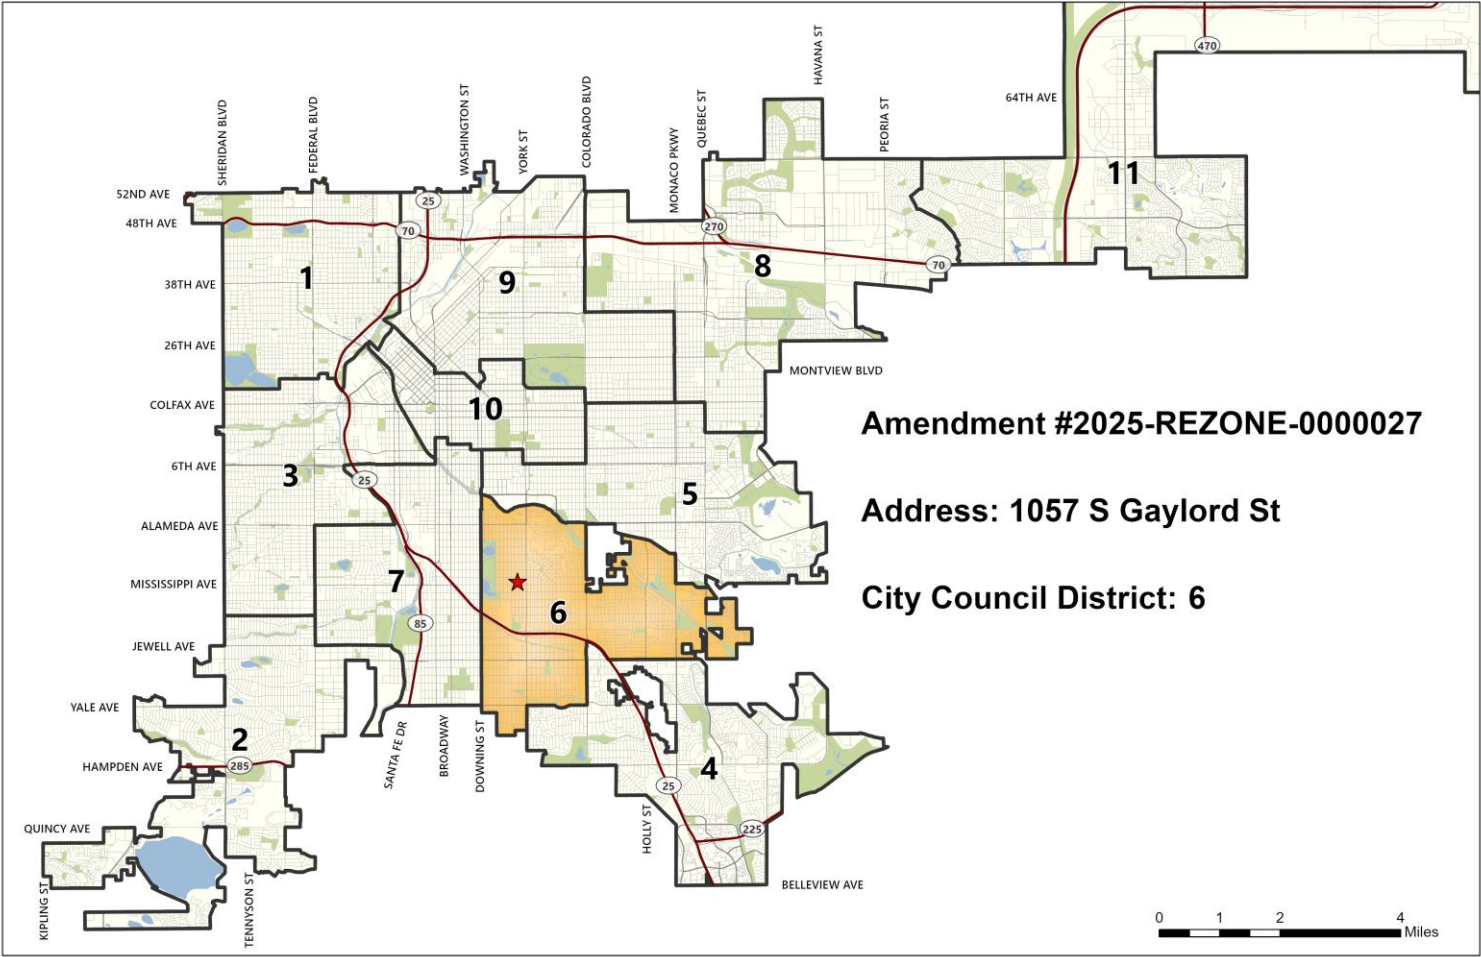 HAVANA ST
470
COLORADO BLVD
WASHINGTON ST
QUEBEC ST
64TH AVE
PEORIA ST
SHERIDAN BLVD
FEDERAL BLVD
YORK ST
MONACO PKWY
11
52ND AVE
25
48TH AVE
70
270
1
9
8
70
38TH AVE
26TH AVE
MONTVIEW BLVD
COLFAX AVE
10
Amendment #2025-REZONE-0000027
6TH AVE
3
25
5
Address: 1057 S Gaylord St
ALAMEDA AVE
MISSISSIPPI AVE
7
City Council District: 6
6
85
JEWELL AVE
YALE AVE
2
SANTA FE DR
BROADWAY
DOWNING ST
HAMPDEN AVE
285
4
25
HOLLY ST
QUINCY AVE
225
BELLEVIEW AVE
KIPLING ST
TENNYSON ST
0 1 2 4
Miles